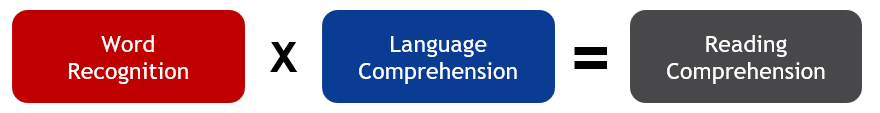 Word
Recognition
X
Language
Comprehension
=
Reading
Comprehension